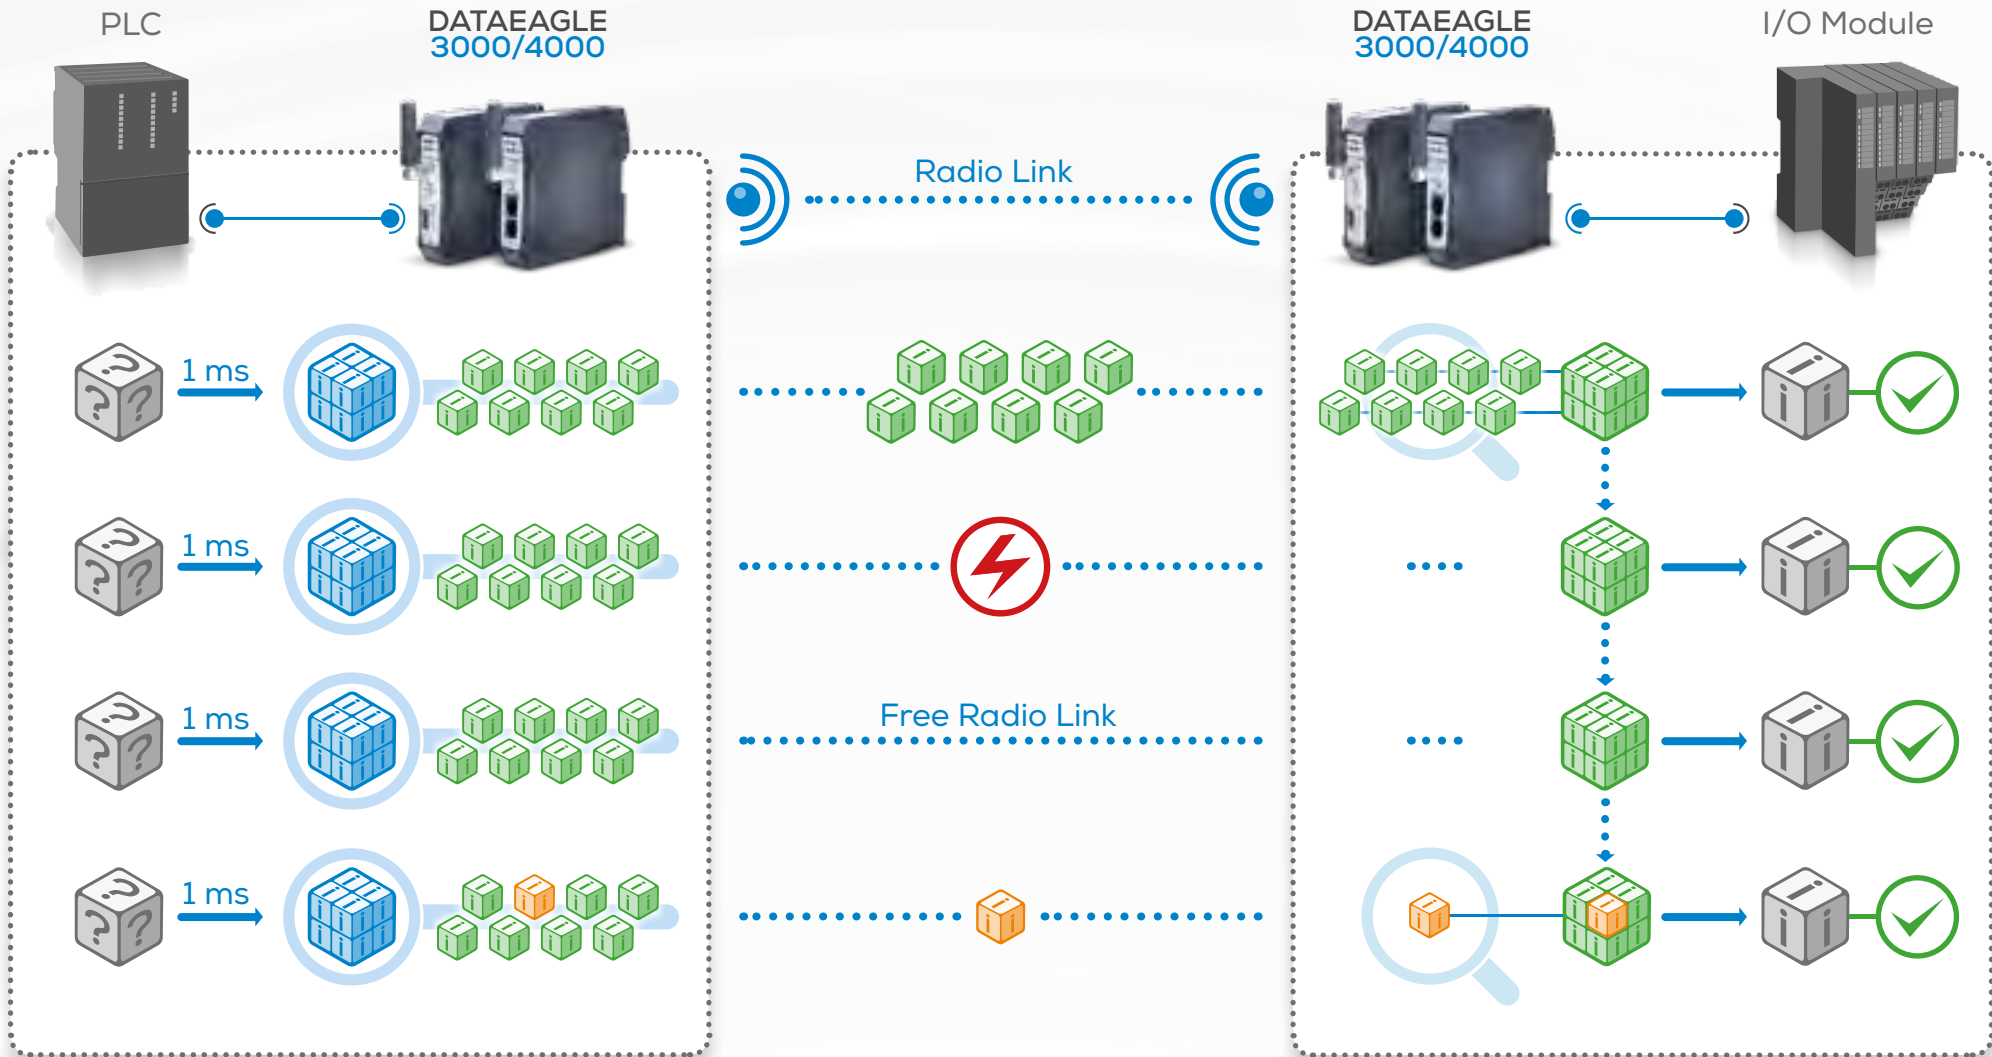 PLC
DATAEAGLE
3000/4000
DATAEAGLE
3000/4000
I/O Module
Radio Link
1 ms
1 ms
1 ms
Free Radio Link
1 ms